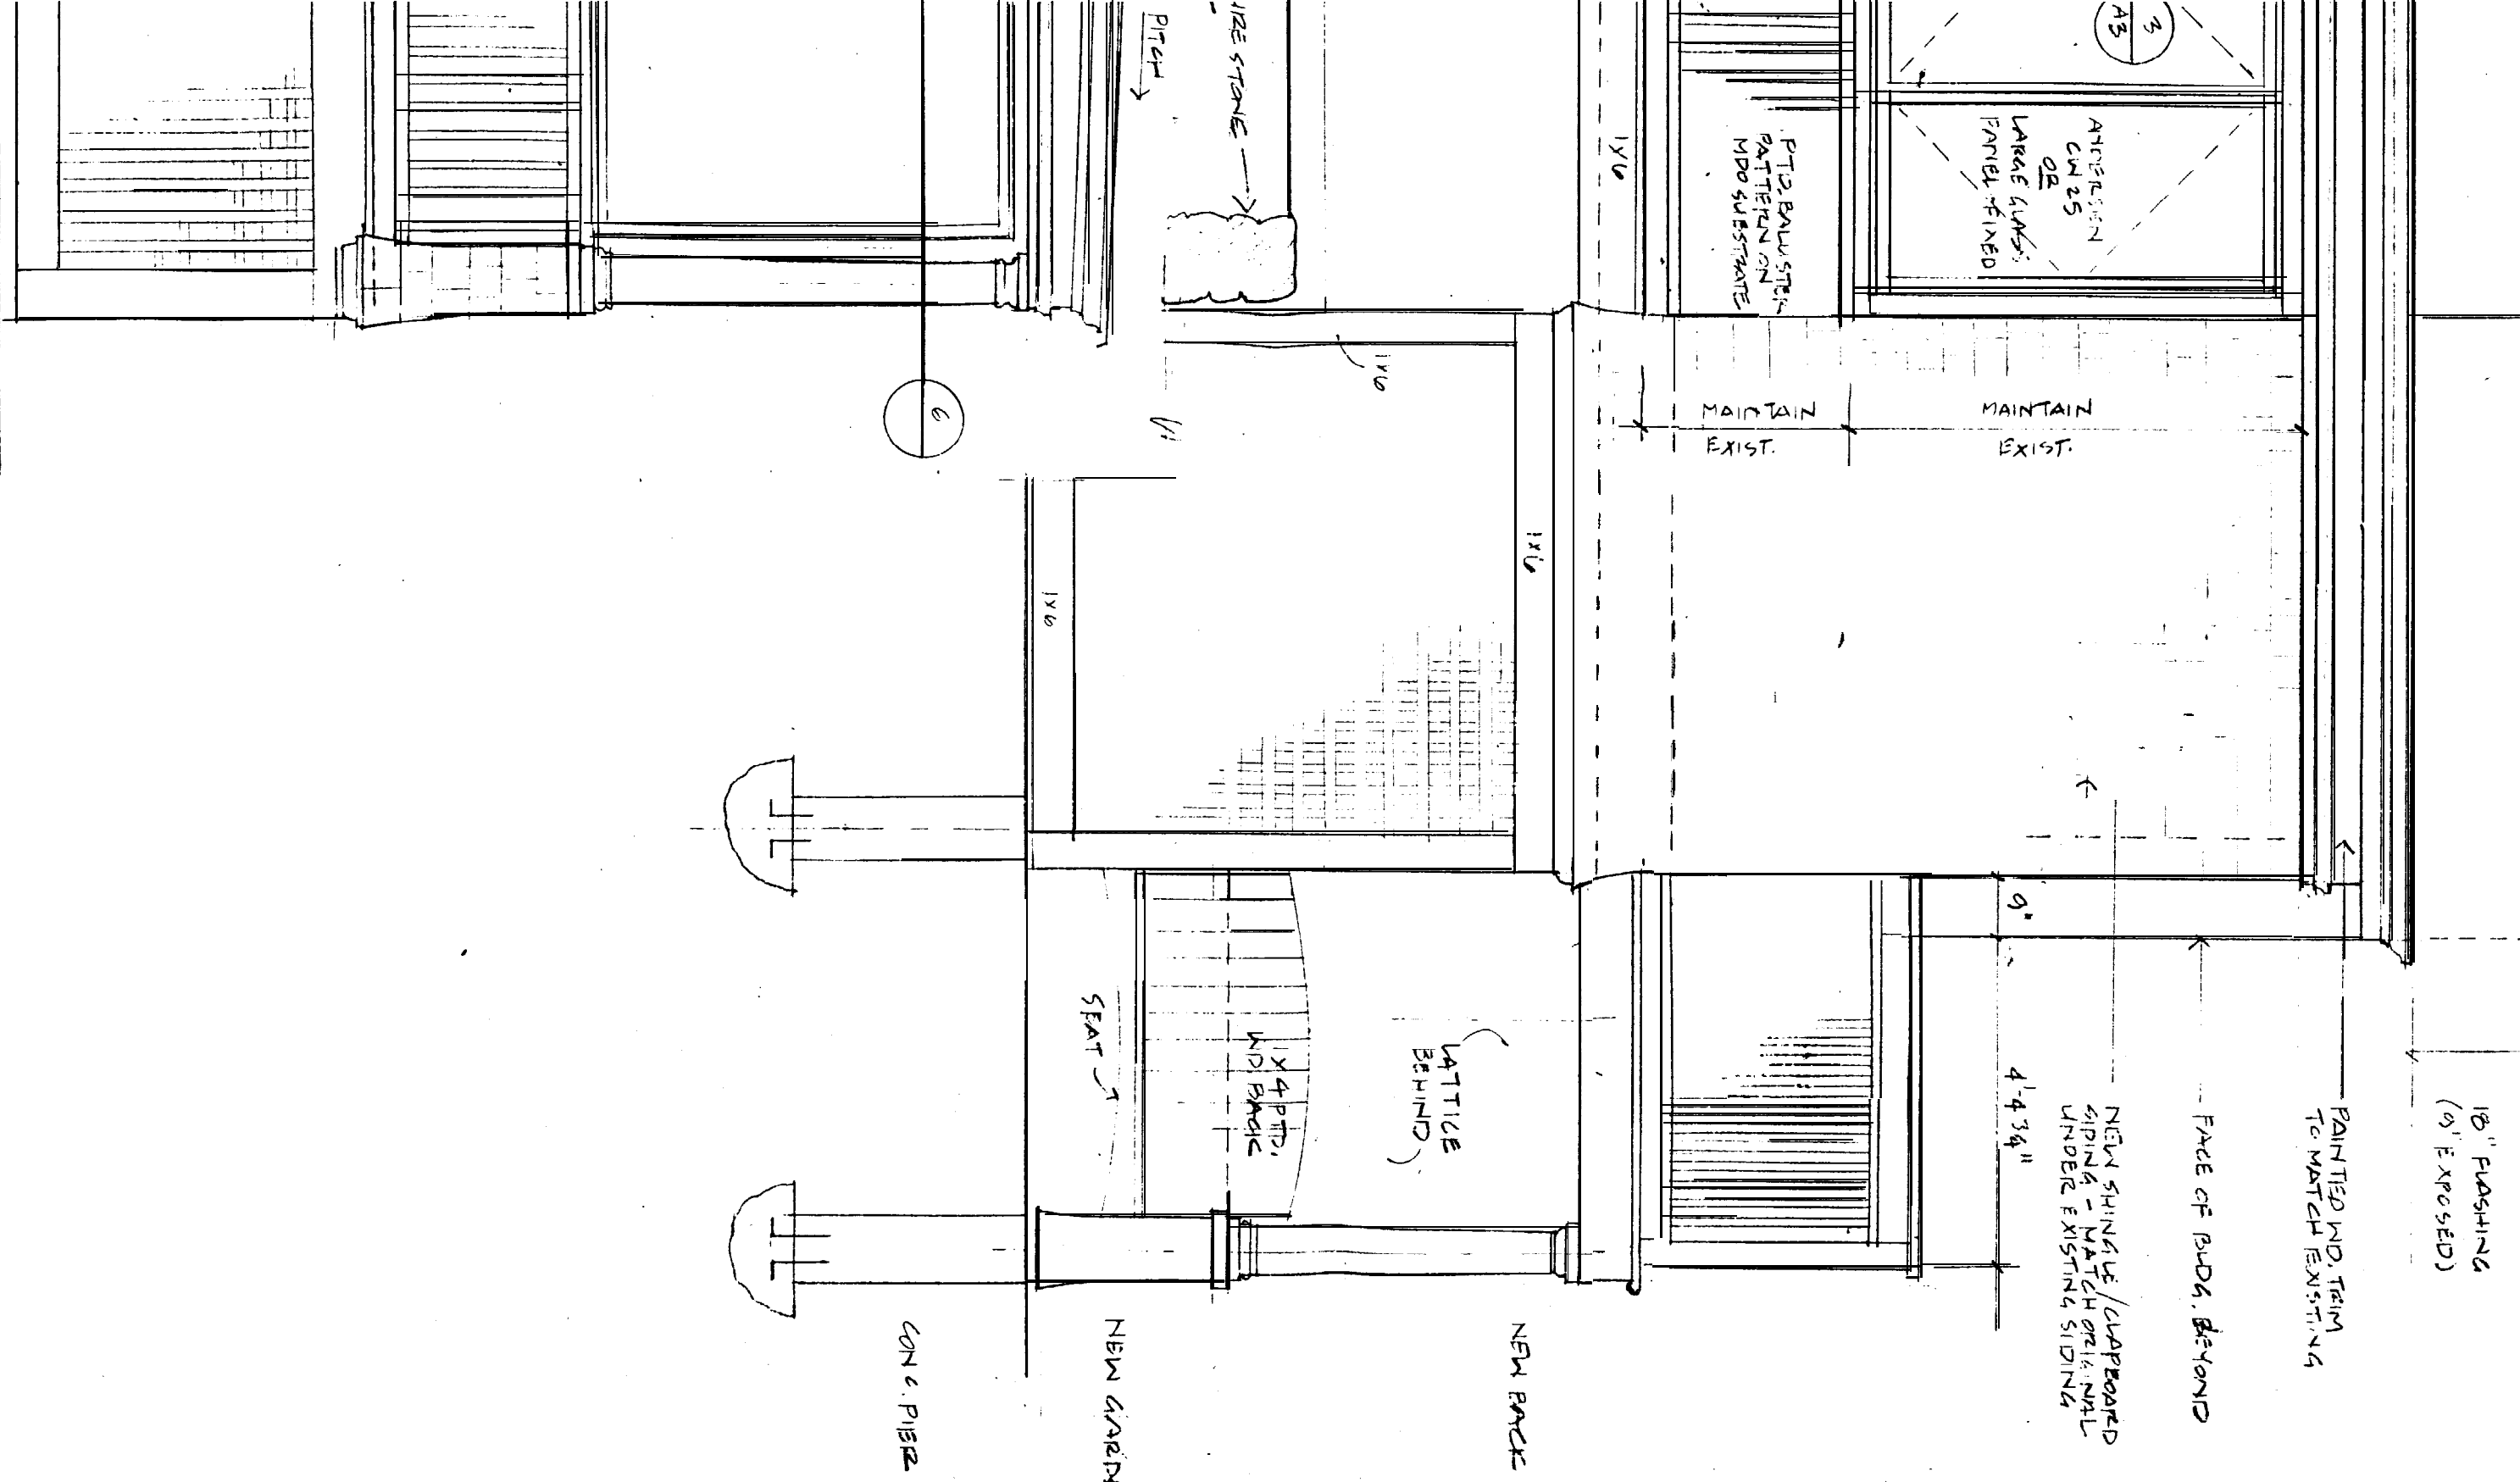 18" FLASHING
(9" EXPOSED)
PAINTED WD. TRIM
TO MATCH EXISTING
FACE OF BLDG. BEYOND
NEW SHINGLE/CLAPBOARD
SIDING - MATCH ORIGINAL
UNDER EXISTING SIDING
9"
4'-4 3/4"
3
A3
ANDERSEN
CW 25
OR
LARGE GLASS
PANEL FIXED
MAINTAIN
EXIST.
MAINTAIN
EXIST.
PTD. BALUSTER
PATTERN ON
MDO SUBSTRATE
1X6
1X6
1X6
NEW BACK
LATTICE
BEHIND
1X4 PTD.
WD BACK
SEAT
STONE
PITCH
1X6
NEW
CONC. PIER
6